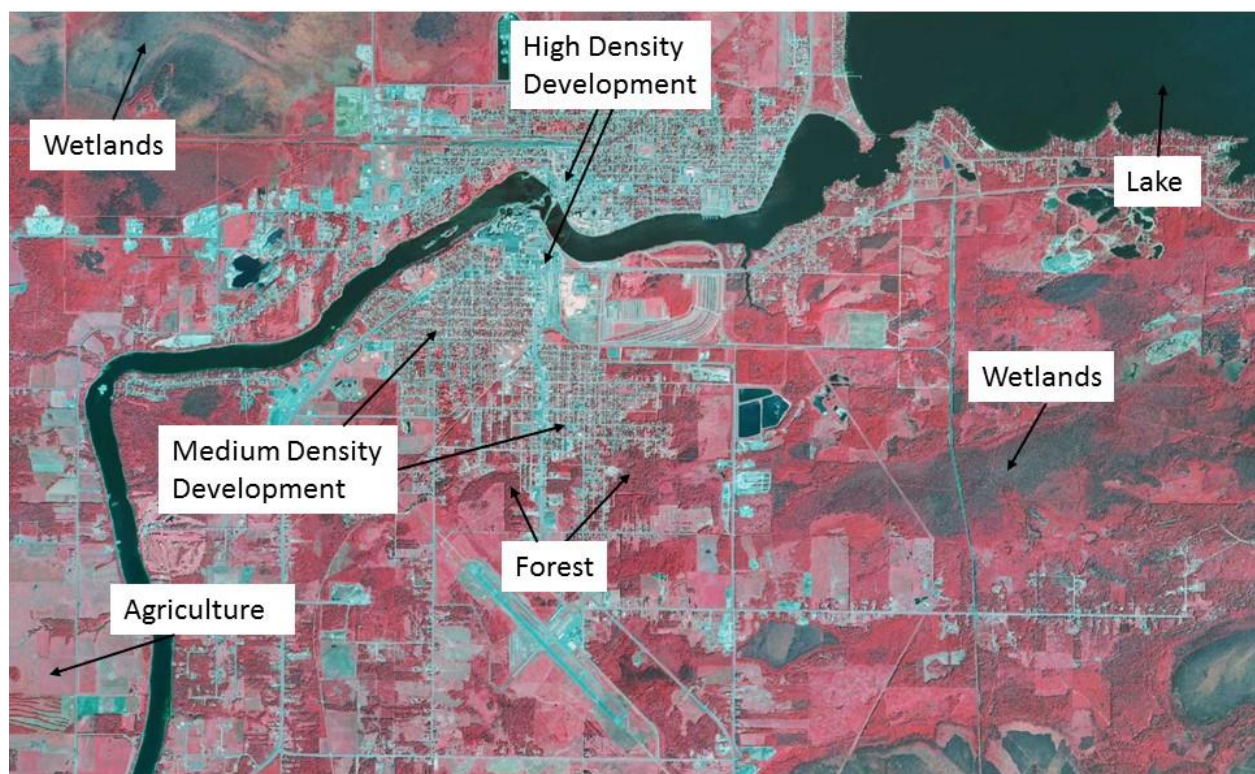 High Density
Development
Wetlands
Lake
Wetlands
Medium Density
Development
Forest
Agriculture